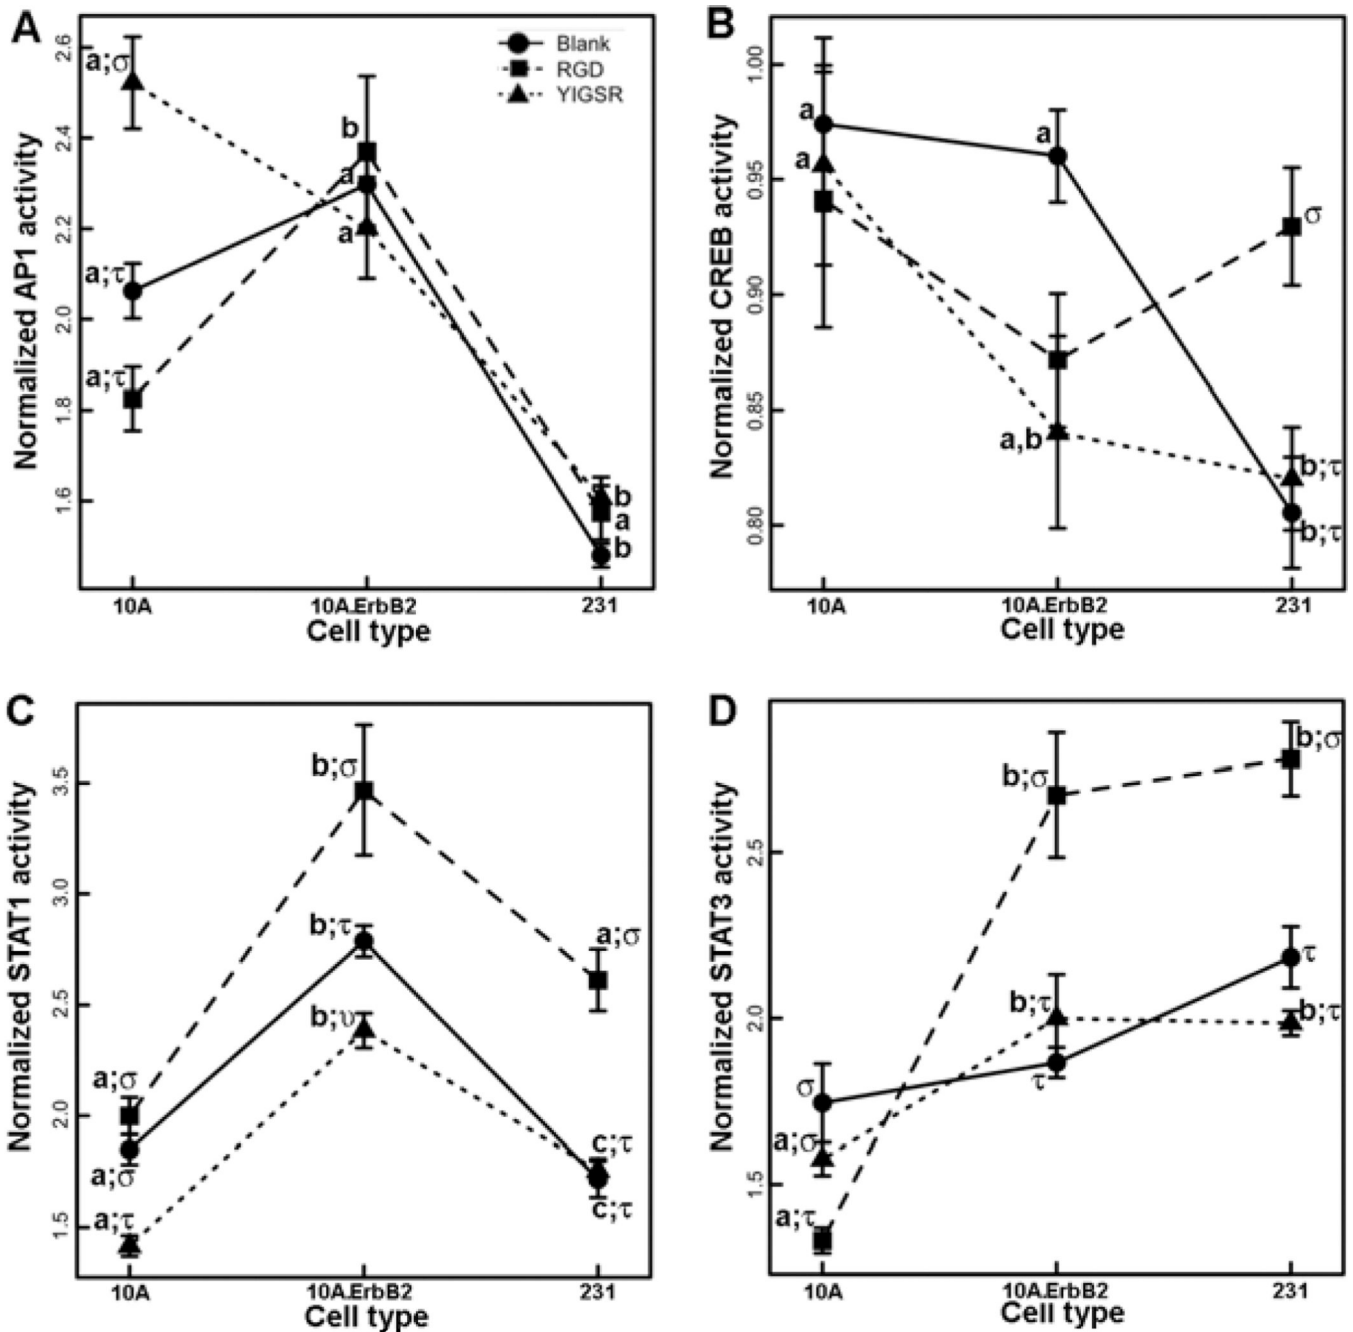 A
Normalized AP1 activity
2.6
2.4
2.2
2.0
1.8
1.6
Blank
RGD
YIGSR
a;σ
a;τ
a;τ
b
a
a
b
a
b
10A
10A.ErbB2
231
Cell type
B
Normalized CREB activity
1.00
0.95
0.90
0.85
0.80
a
a
a
a,b
σ
b;τ
b;τ
10A
10A.ErbB2
231
Cell type
C
Normalized STAT1 activity
3.5
3.0
2.5
2.0
1.5
a;σ
a;σ
a;τ
b;σ
b;τ
b;υ
a;σ
c;τ
c;τ
10A
10A.ErbB2
231
Cell type
D
Normalized STAT3 activity
2.5
2.0
1.5
σ
a;σ
a;τ
b;σ
b;τ
τ
b;σ
τ
b;τ
10A
10A.ErbB2
231
Cell type